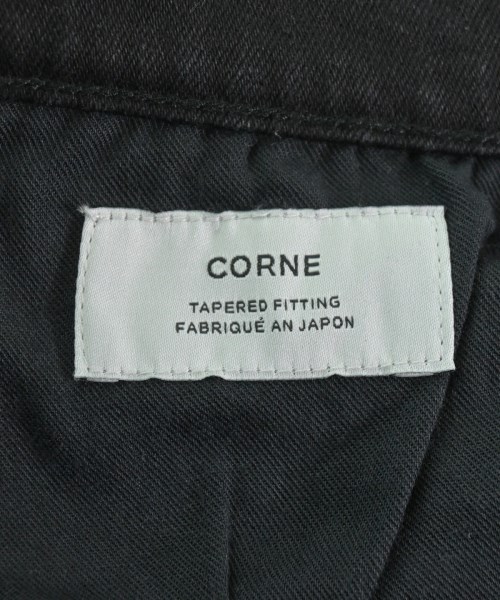 CORNE
TAPERED FITTING
FABRIQUÉ AN JAPON